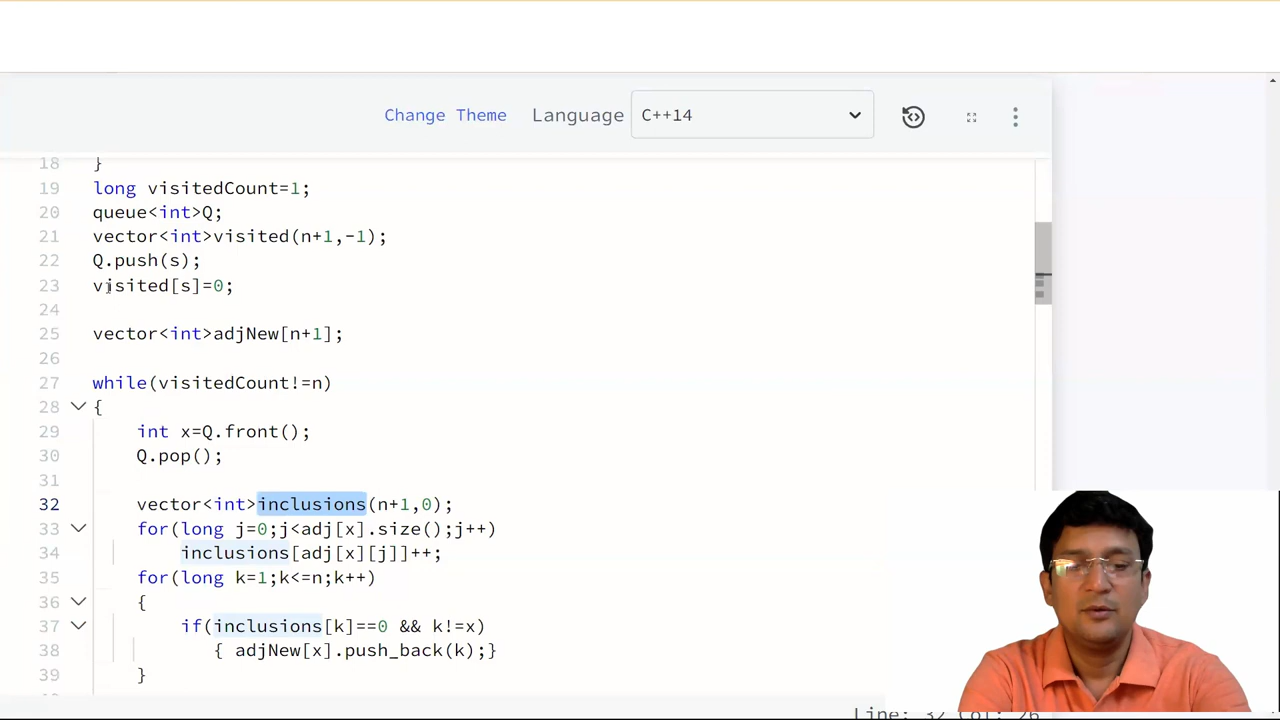 Change Theme Language C++14
18 }
19 long visitedCount=1;
20 queue<int>Q;
21 vector<int>visited(n+1,-1);
22 Q.push(s);
23 visited[s]=0;
24
25 vector<int>adjNew[n+1];
26
27 while(visitedCount!=n)
28 {
29 int x=Q.front();
30 Q.pop();
31
32 vector<int>inclusions(n+1,0);
33 for(long j=0;j<adj[x].size();j++)
34 inclusions[adj[x][j]]++;
35 for(long k=1;k<=n;k++)
36 {
37 if(inclusions[k]==0 && k!=x)
38 { adjNew[x].push_back(k);}
39 }
Line: 32 Col: 26